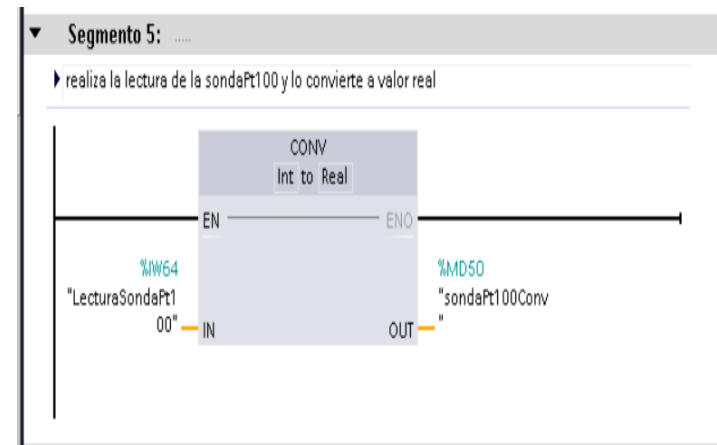 Segmento 5: .....
realiza la lectura de la sondaPt100 y lo convierte a valor real
CONV
Int to Real
EN
ENO
%IW64
"LecturaSondaPt1
00"
IN
%MD50
"sondaPt100Conv
"
OUT